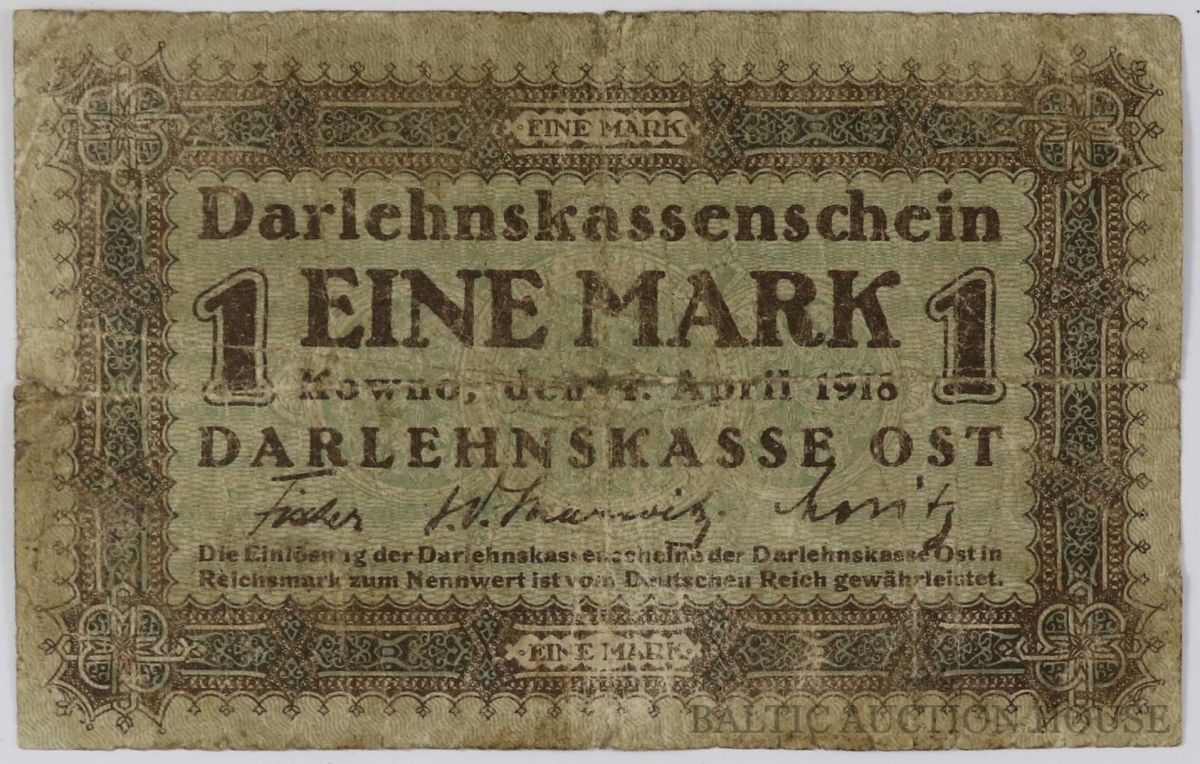 EINE MARK
Darlehnskassenschein
1 EINE MARK 1
Kowno, den 4. April 1918
DARLEHNSKASSE OST
Fischer
Die Einlösung der Darlehnskassenscheine der Darlehnskasse Ost in
Reichsmark zum Nennwert ist vom Deutschen Reich gewährleistet.
EINE MARK
BALTIC AUCTION HOUSE